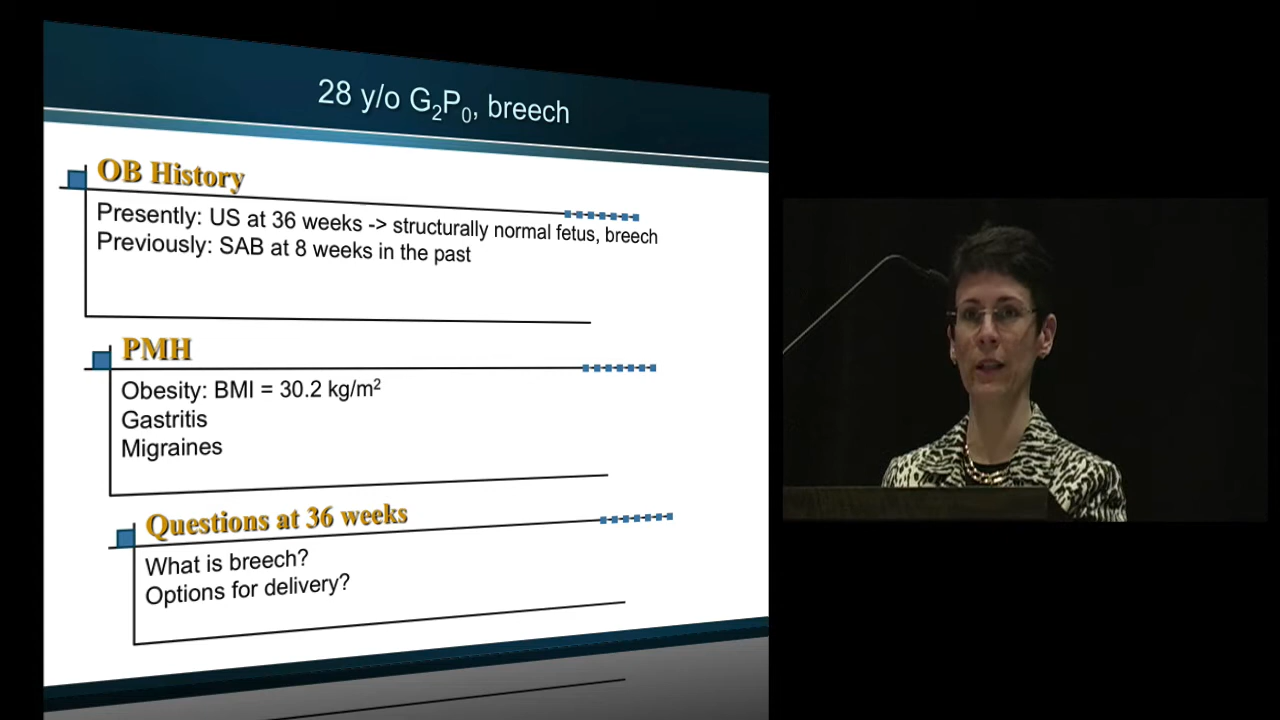 28 y/o G₂P₀, breech
OB History
Presently: US at 36 weeks -> structurally normal fetus, breech
Previously: SAB at 8 weeks in the past
PMH
Obesity: BMI = 30.2 kg/m²
Gastritis
Migraines
Questions at 36 weeks
What is breech?
Options for delivery?